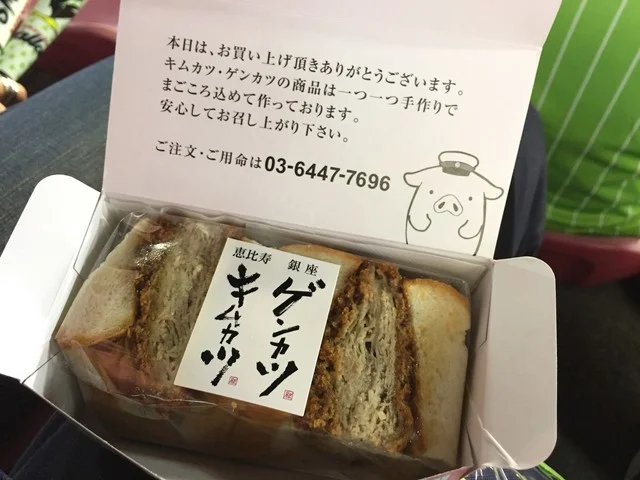 本日は、お買い上げ頂きありがとうございます。
キムカツ・ゲンカツの商品は一つ一つ手作りで
まごころ込めて作っております。
安心してお召し上がり下さい。
ご注文・ご用命は03-6447-7696
銀座
ゲンカツ
恵比寿
キムカツ